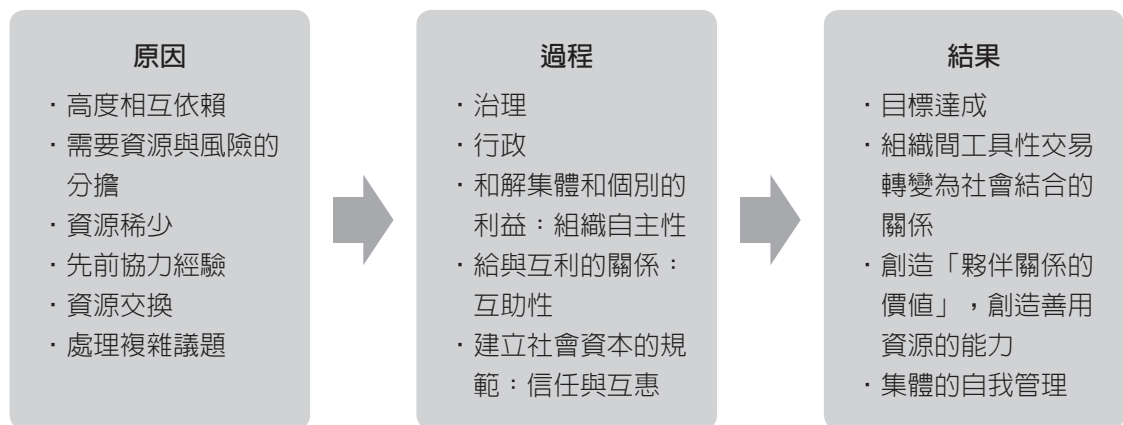 原因
・高度相互依賴
・需要資源與風險的
分擔
・資源稀少
・先前協力經驗
・資源交換
・處理複雜議題
過程
・治理
・行政
・和解集體和個別的
利益：組織自主性
・給與互利的關係：
互助性
・建立社會資本的規
範：信任與互惠
結果
・目標達成
・組織間工具性交易
轉變為社會結合的
關係
・創造「夥伴關係的
價值」，創造善用
資源的能力
・集體的自我管理